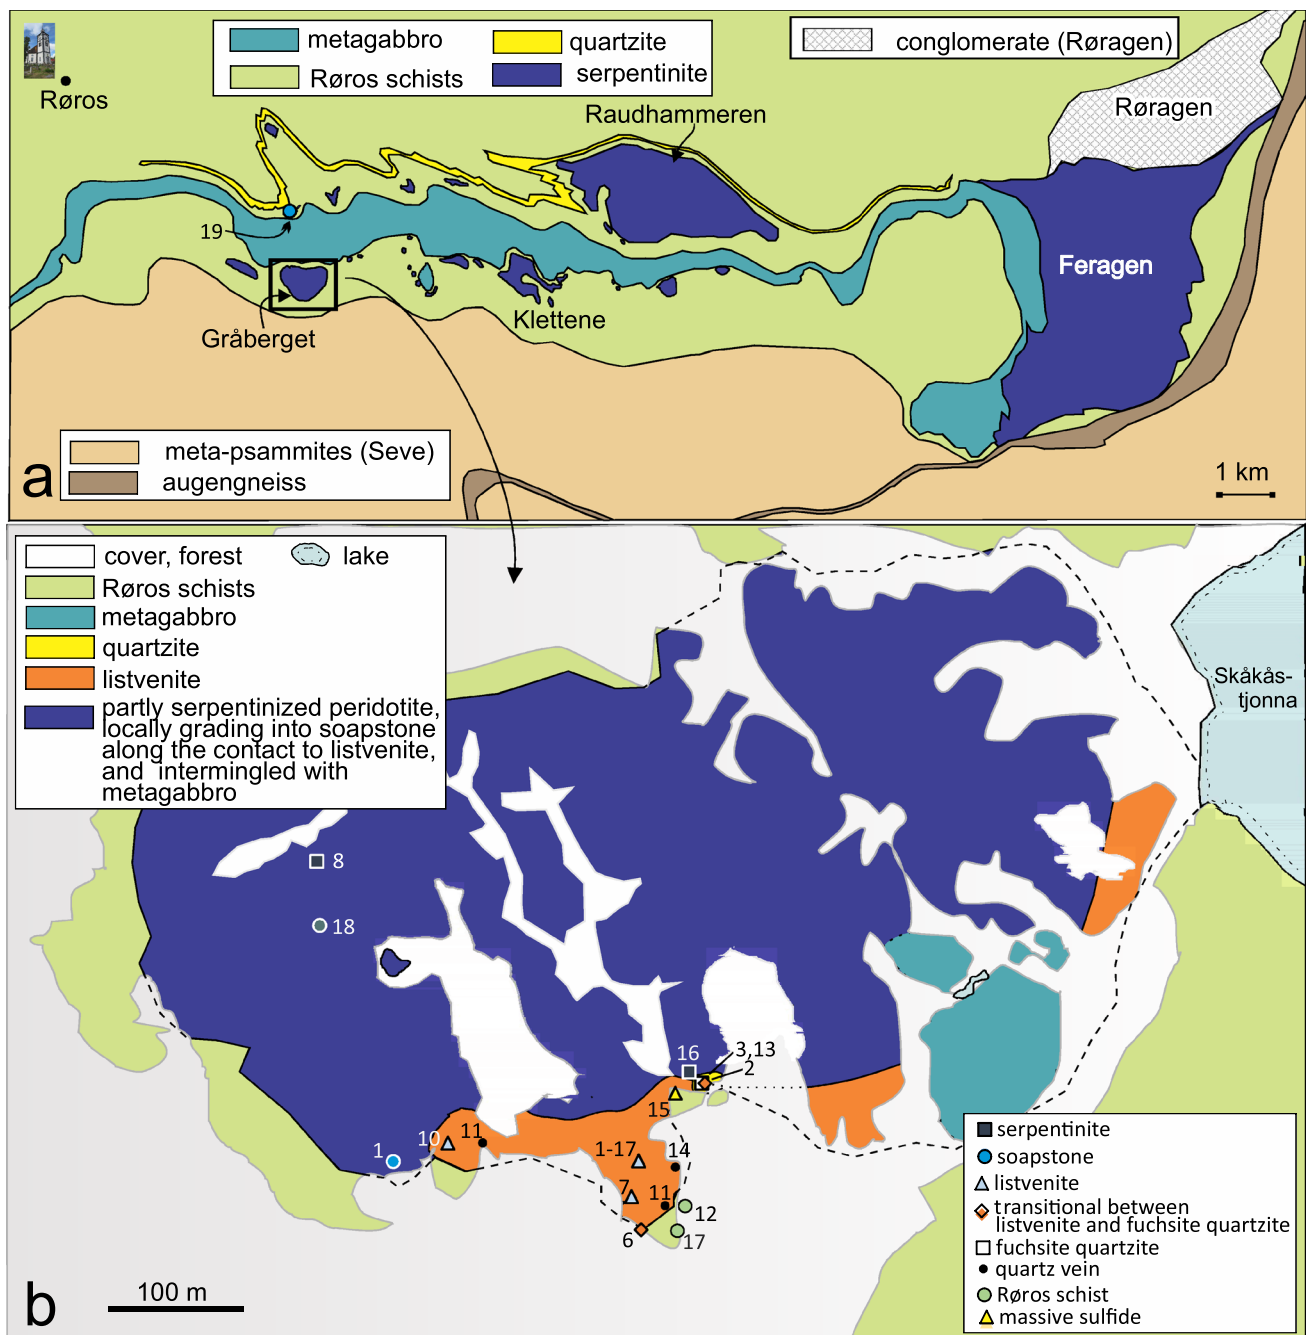 metagabbro
quartzite
Røros schists
serpentinite
conglomerate (Røragen)
Røros
Raudhammeren
Røragen
19
Feragen
Gråberget
Klettene
meta-psammites (Seve)
augengneiss
a
1 km
cover, forest
lake
Røros schists
metagabbro
quartzite
listvenite
partly serpentinized peridotite,
locally grading into soapstone
along the contact to listvenite,
and intermingled with
metagabbro
Skåkås-
tjonna
8
18
16
3,13
2
15
10
11
1
1-17
14
7
11
12
6
17
serpentinite
soapstone
listvenite
transitional between
listvenite and fuchsite quartzite
fuchsite quartzite
quartz vein
Røros schist
massive sulfide
b
100 m